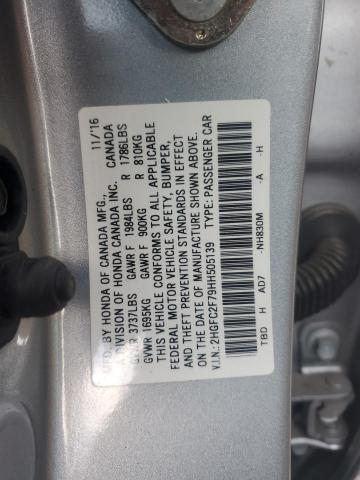 MFD. BY HONDA OF CANADA MFG., 11/'16
A DIVISION OF HONDA CANADA INC. CANADA
GVWR 3737LBS GAWR F 1984LBS R 1786LBS
GVWR 1695KG GAWR F 900KG R 810KG
THIS VEHICLE CONFORMS TO ALL APPLICABLE
FEDERAL MOTOR VEHICLE SAFETY, BUMPER,
AND THEFT PREVENTION STANDARDS IN EFFECT
ON THE DATE OF MANUFACTURE SHOWN ABOVE.
V.I.N.: 2HGFC2F79HH505139 TYPE: PASSENGER CAR
TBD H AD7 -NH830M -A -H